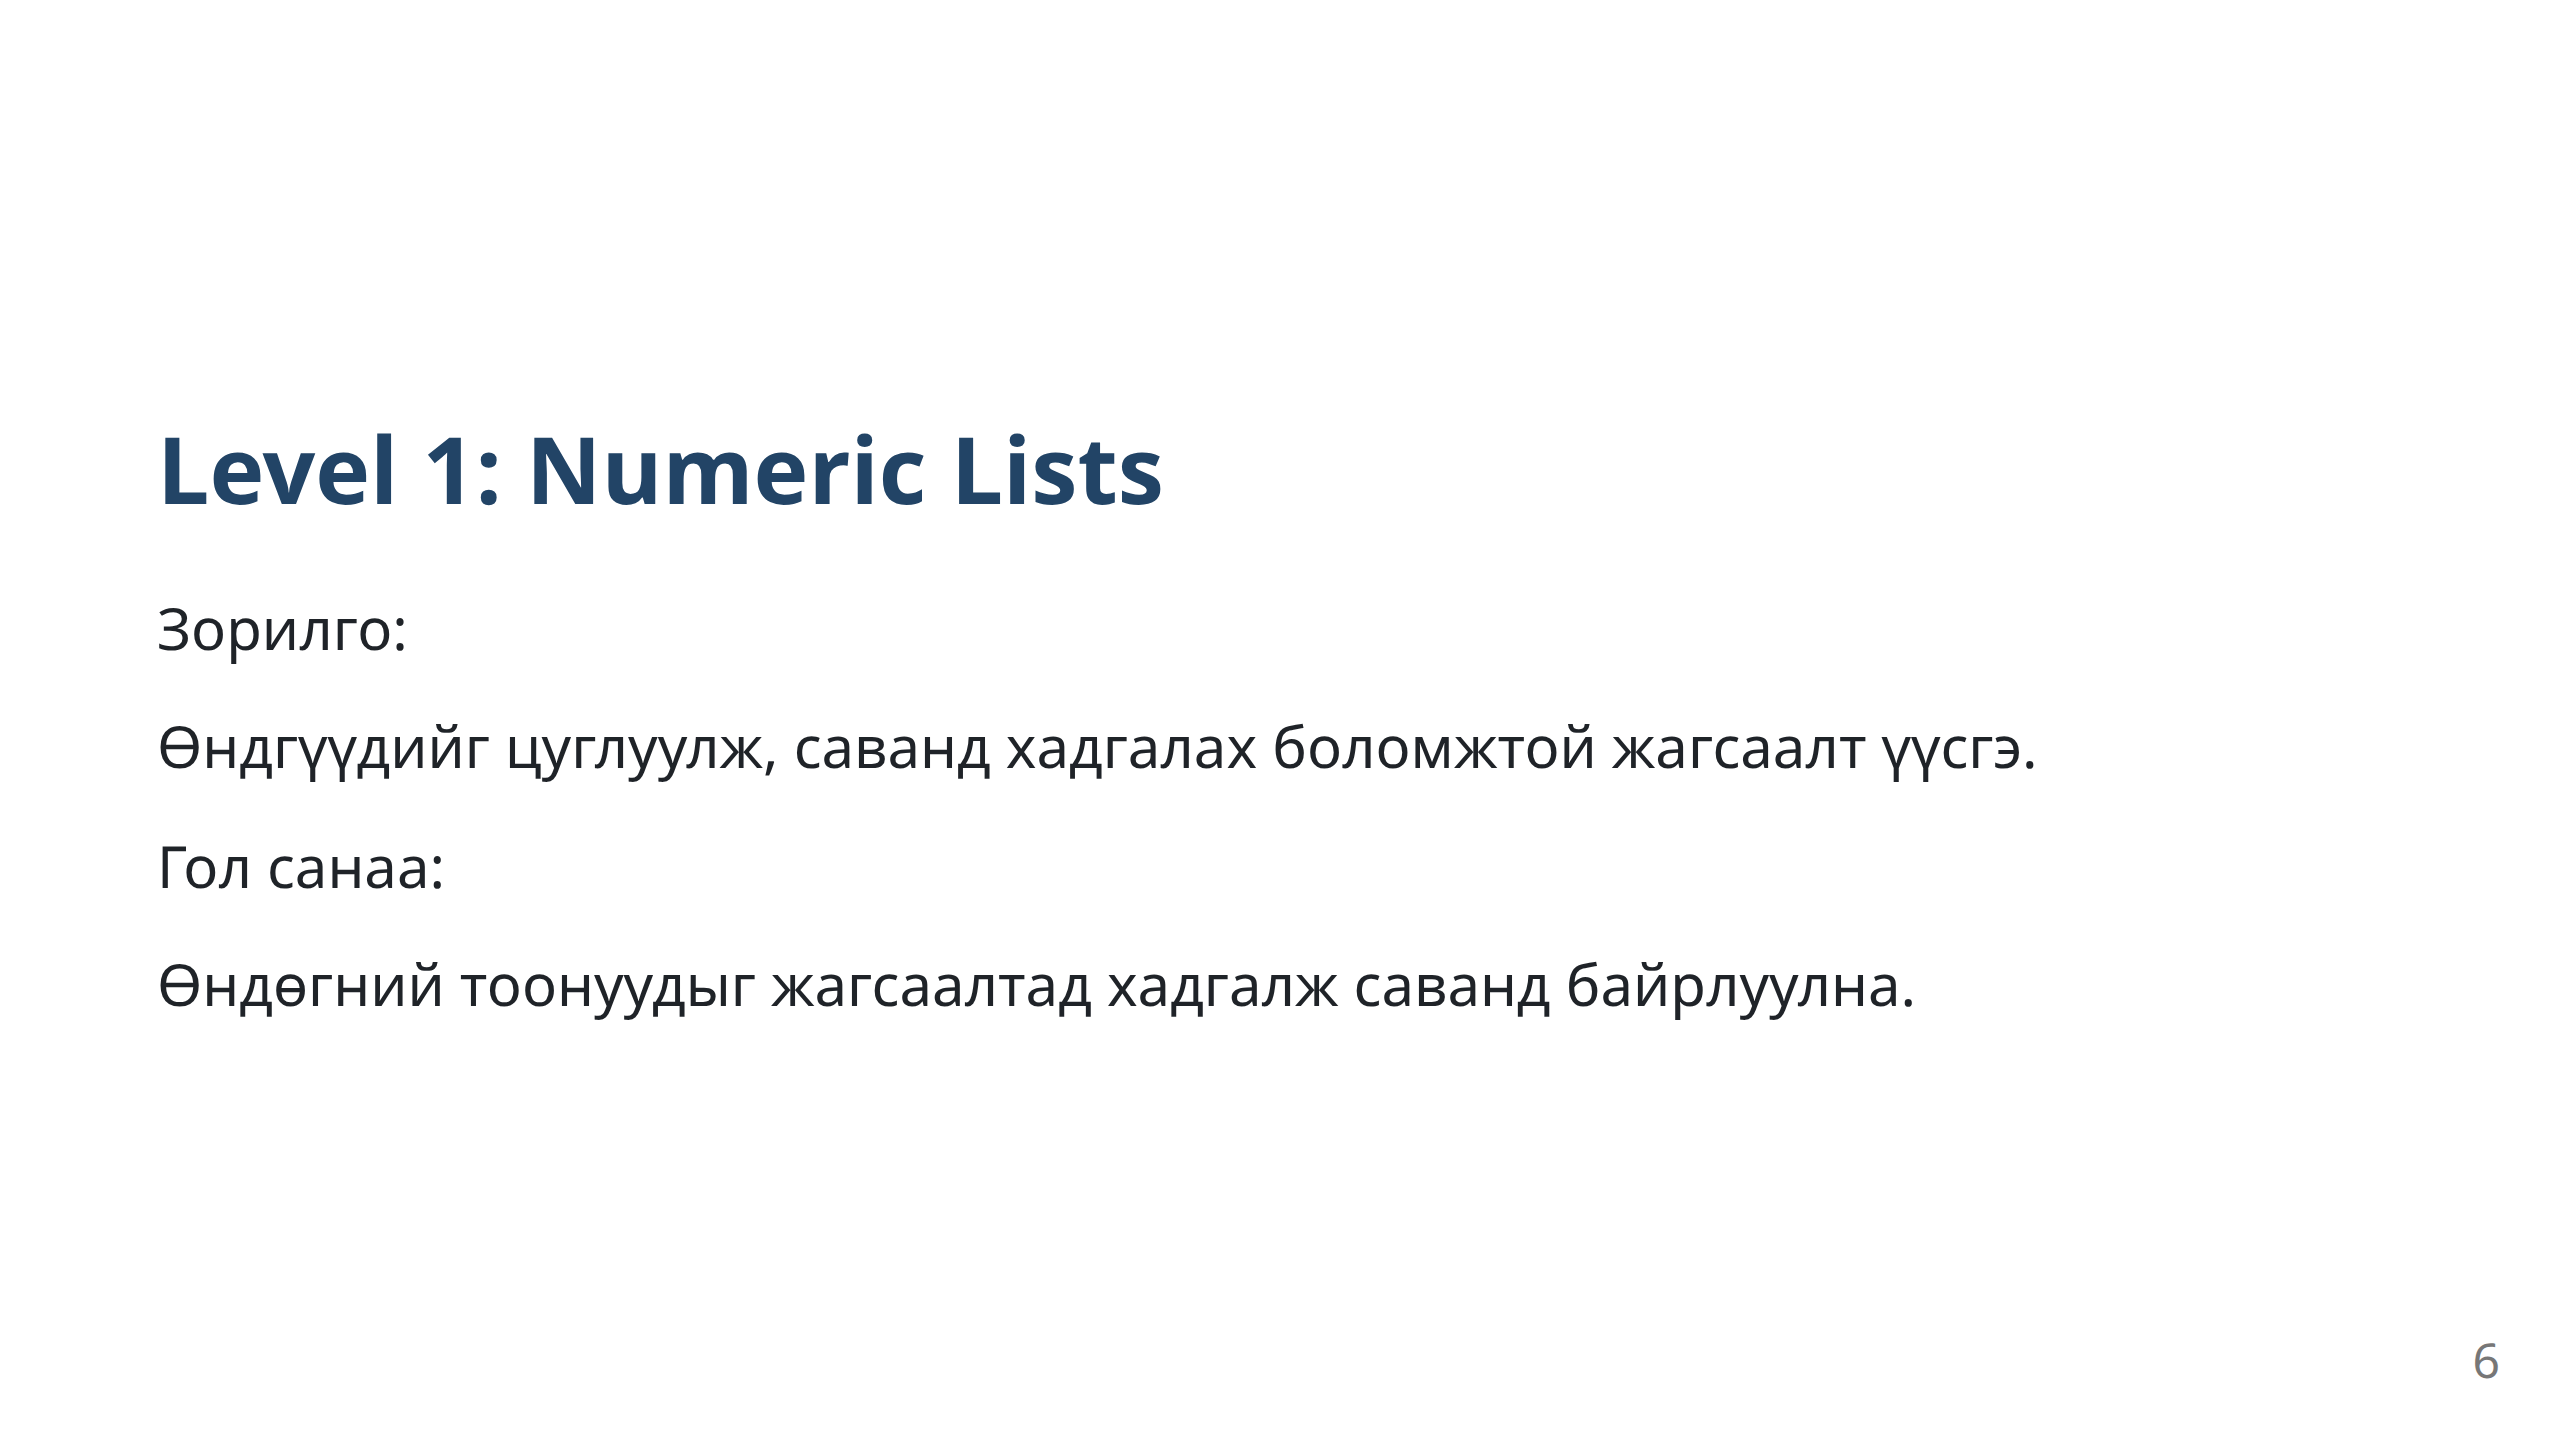 Level 1: Numeric Lists
Зорилго:
Өндгүүдийг цуглуулж, саванд хадгалах боломжтой жагсаалт үүсгэ.
Гол санаа:
Өндөгний тоонуудыг жагсаалтад хадгалж саванд байрлуулна.
6